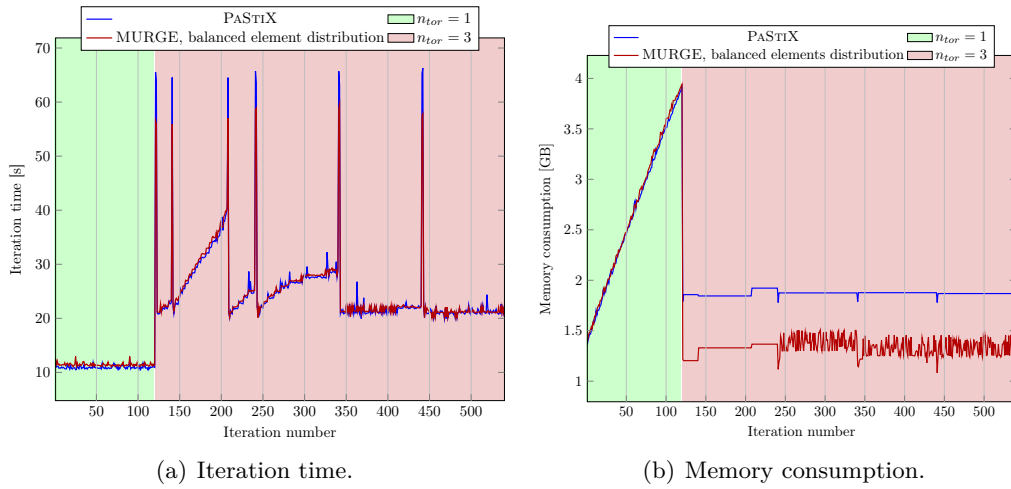 PASTIX
n_tor = 1
MURGE, balanced element distribution
n_tor = 3
70
60
50
40
30
20
10
Iteration time [s]
50 100 150 200 250 300 350 400 450 500
Iteration number
(a) Iteration time.
PASTIX
n_tor = 1
MURGE, balanced elements distribution
n_tor = 3
4
3.5
3
2.5
2
1.5
1
Memory consumption [GB]
50 100 150 200 250 300 350 400 450 500
Iteration number
(b) Memory consumption.